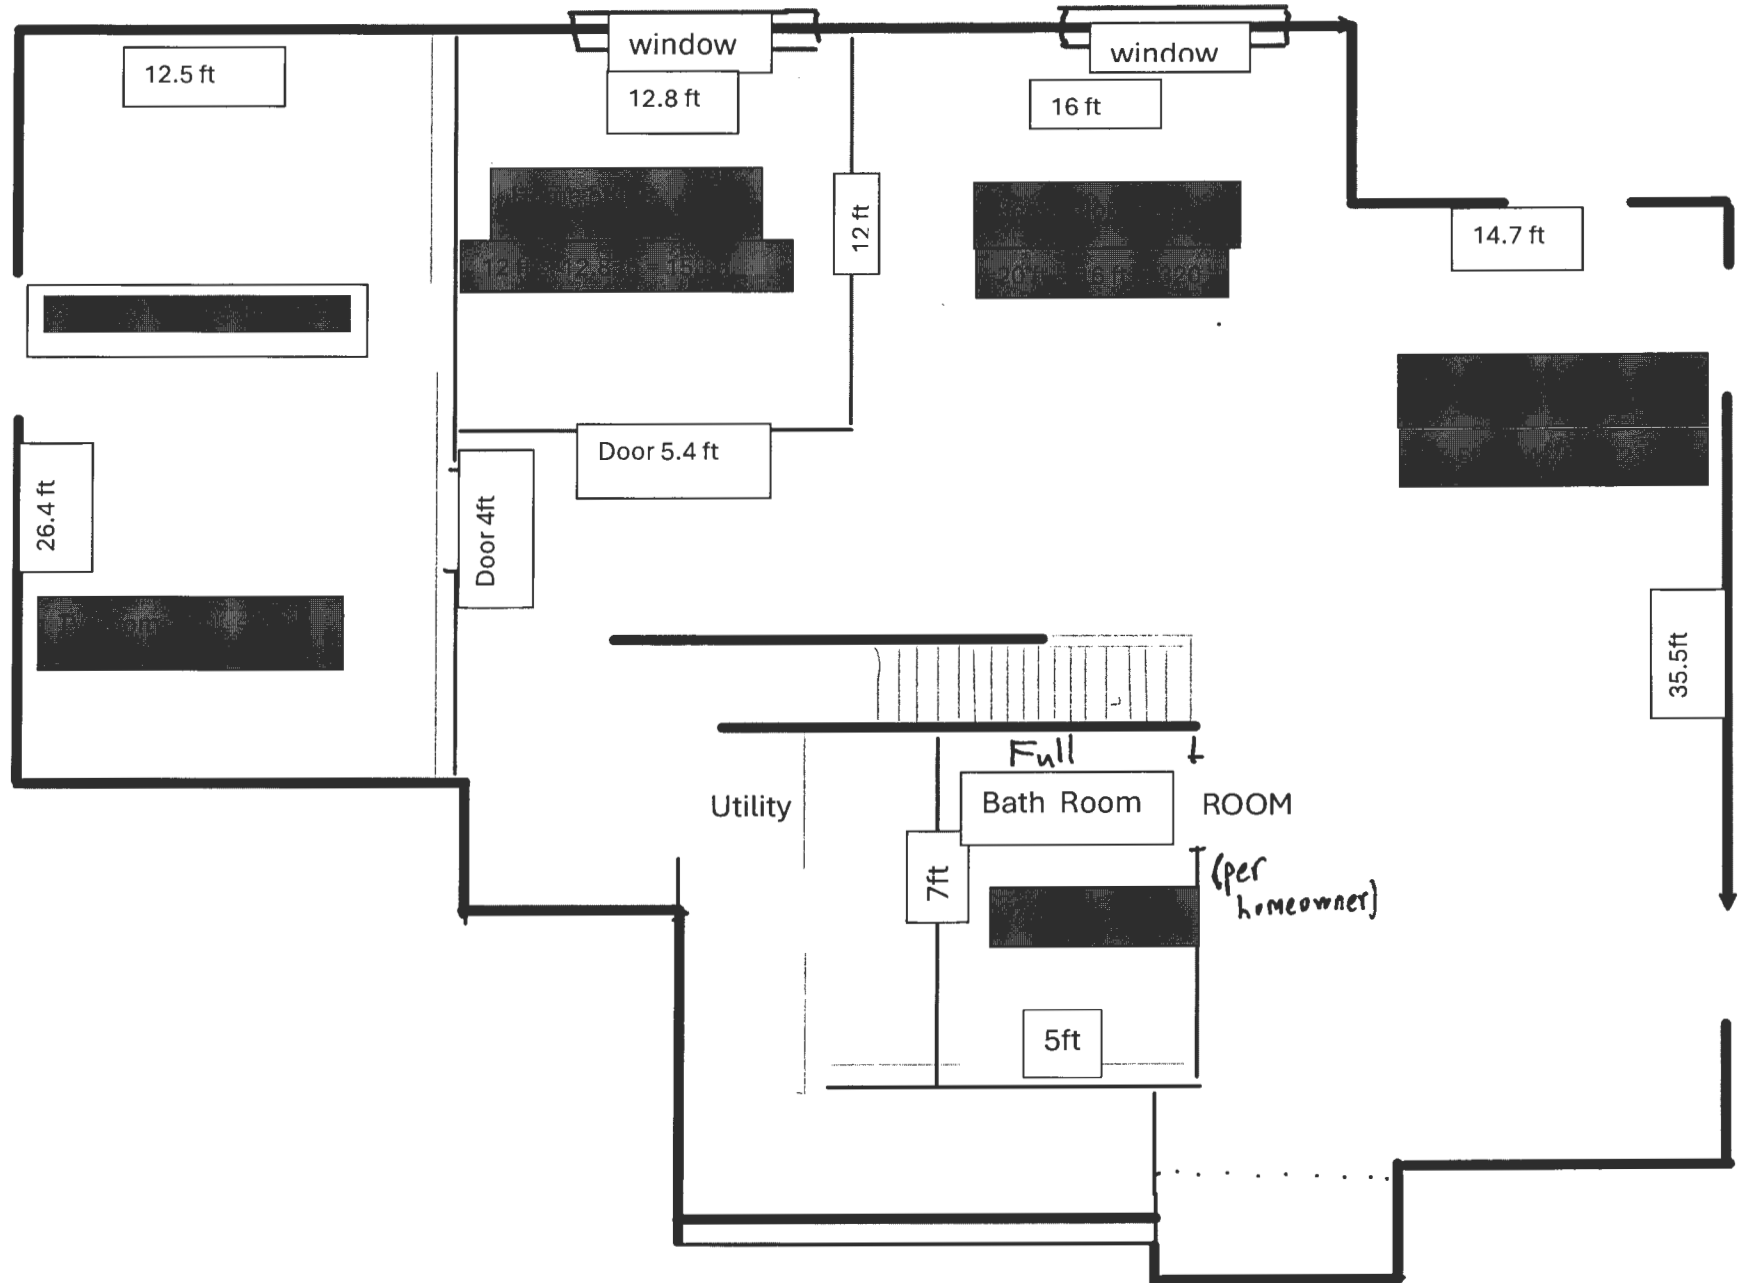 window
window
12.5 ft
12.8 ft
16 ft
12 ft
14.7 ft
Door 5.4 ft
26.4 ft
Door 4ft
35.5ft
Full
Utility
Bath Room
ROOM
7ft
(per
homeowner)
5ft